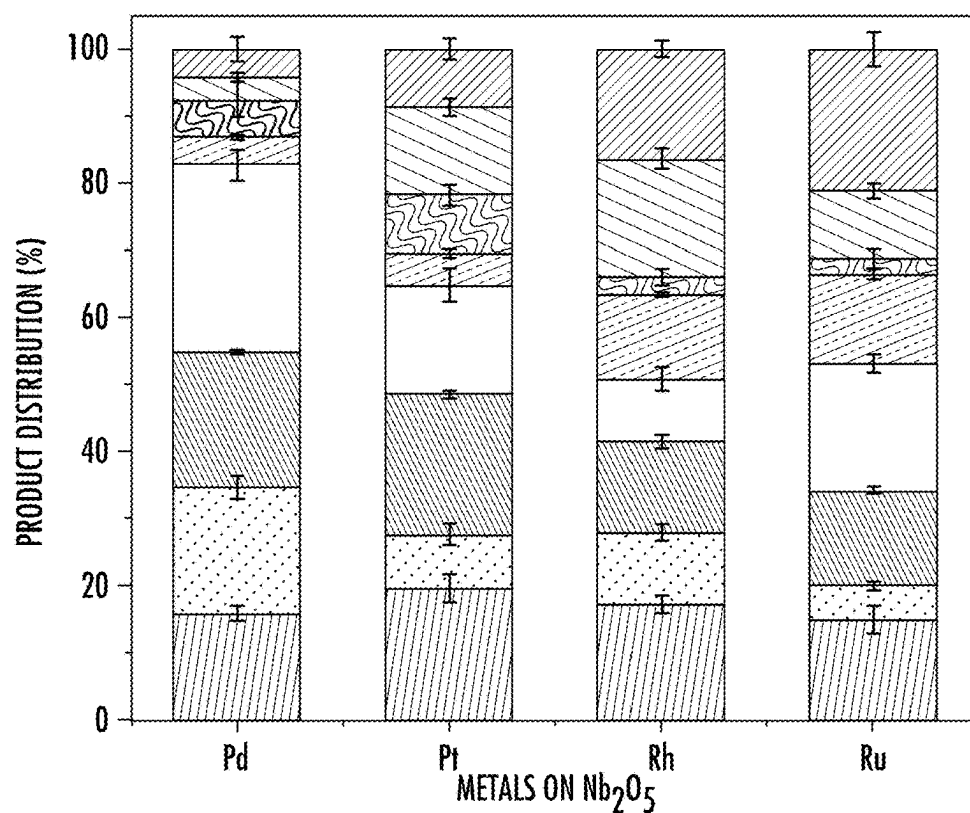 PRODUCT DISTRIBUTION (%)
100
80
60
40
20
0
Pd Pt Rh Ru
METALS ON Nb₂O₅